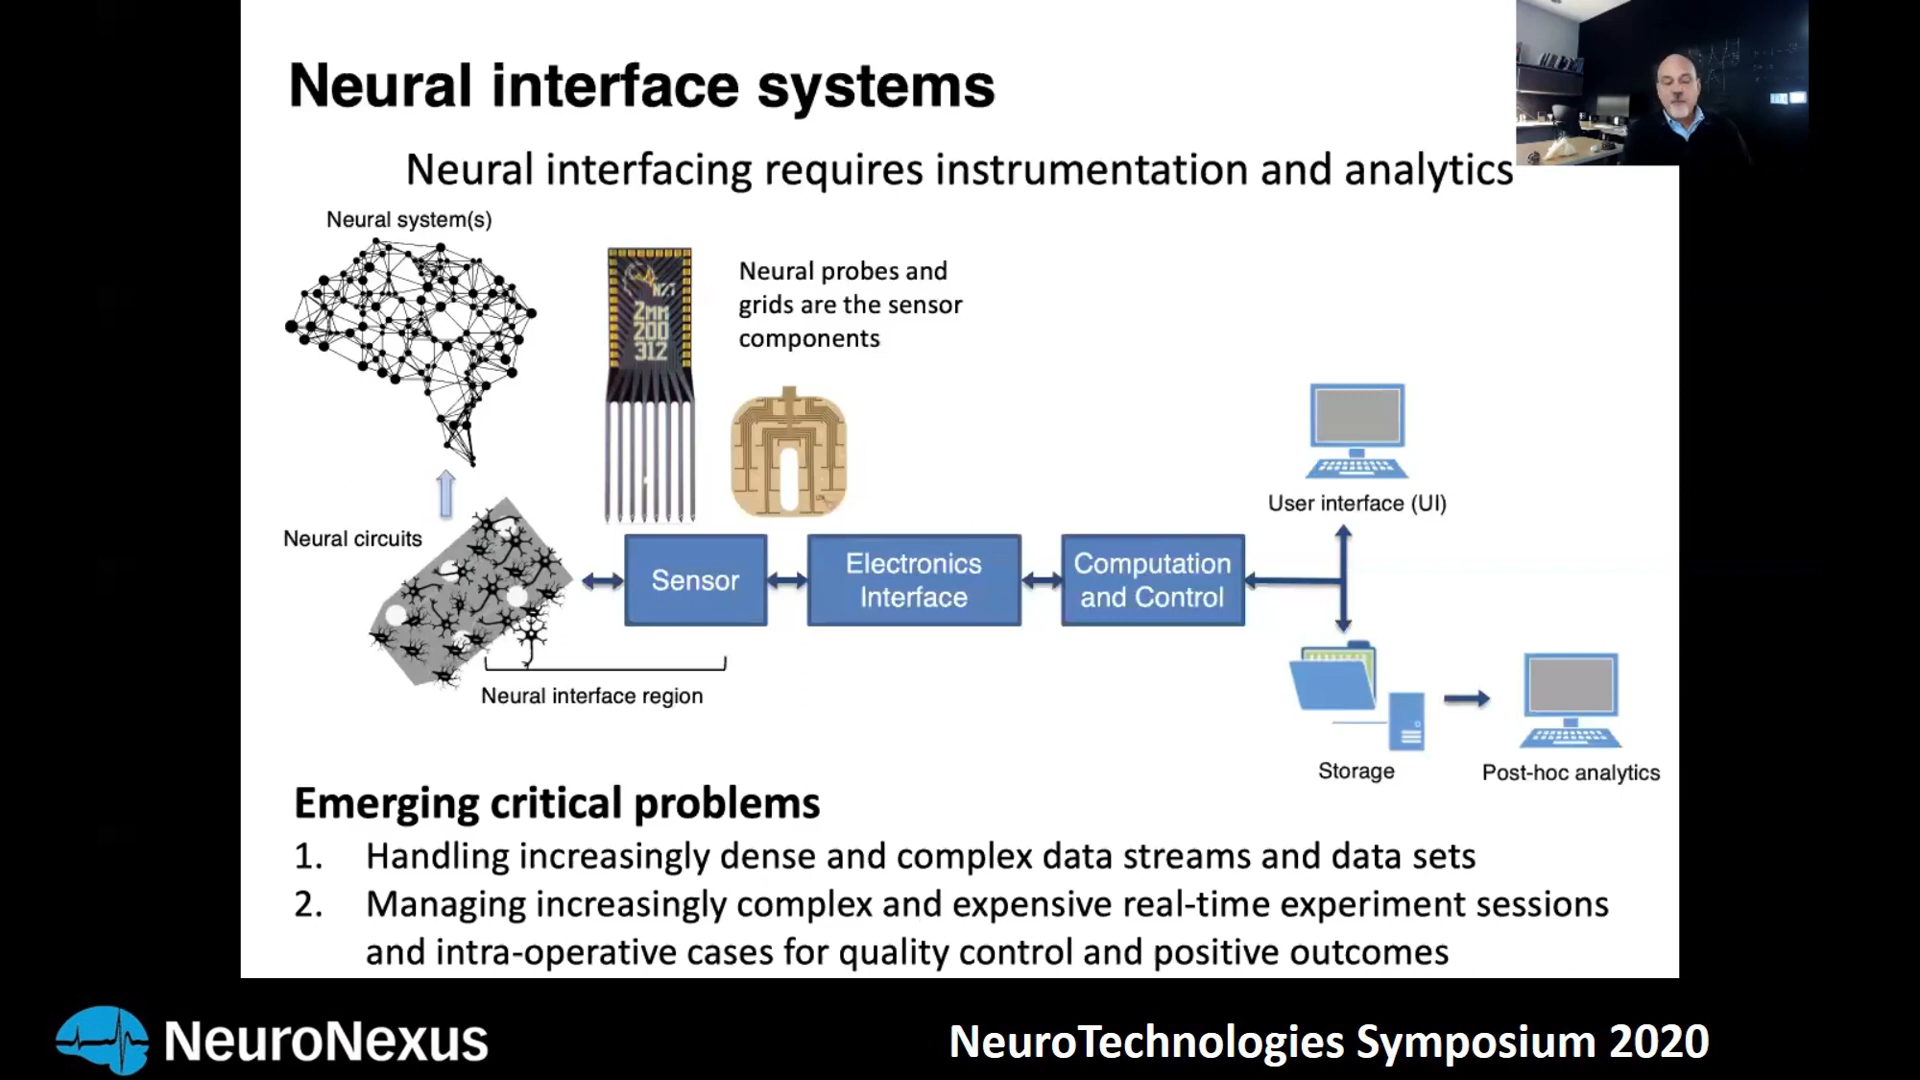 Neural interface systems
Neural interfacing requires instrumentation and analytics
Neural system(s)
2MM
200
312
Neural probes and
grids are the sensor
components
User interface (UI)
Neural circuits
Sensor
Electronics
Interface
Computation
and Control
Neural interface region
Storage
Post-hoc analytics
Emerging critical problems
1. Handling increasingly dense and complex data streams and data sets
2. Managing increasingly complex and expensive real-time experiment sessions
and intra-operative cases for quality control and positive outcomes
NeuroNexus
NeuroTechnologies Symposium 2020